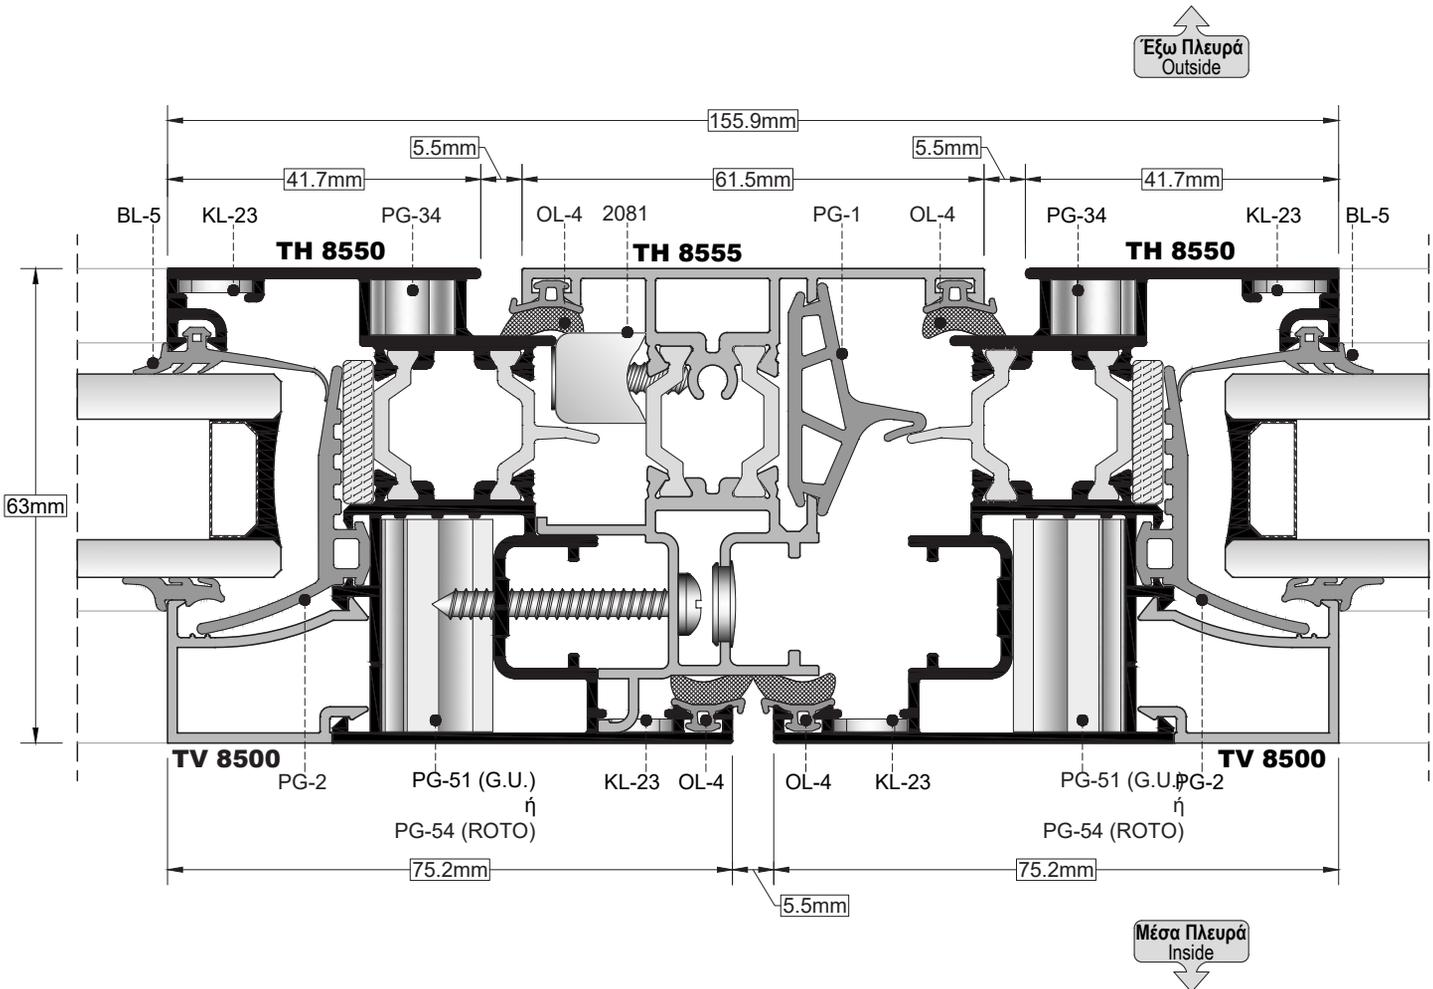 Έξω Πλευρά
Outside
155.9mm
5.5mm
5.5mm
41.7mm
61.5mm
41.7mm
BL-5
KL-23
PG-34
OL-4
2081
PG-1
OL-4
PG-34
KL-23
BL-5
TH 8550
TH 8555
TH 8550
63mm
TV 8500
TV 8500
PG-2
PG-51 (G.U.)
ή
PG-54 (ROTO)
KL-23
OL-4
OL-4
KL-23
PG-51 (G.U.)
ή
PG-54 (ROTO)
PG-2
75.2mm
75.2mm
5.5mm
Μέσα Πλευρά
Inside